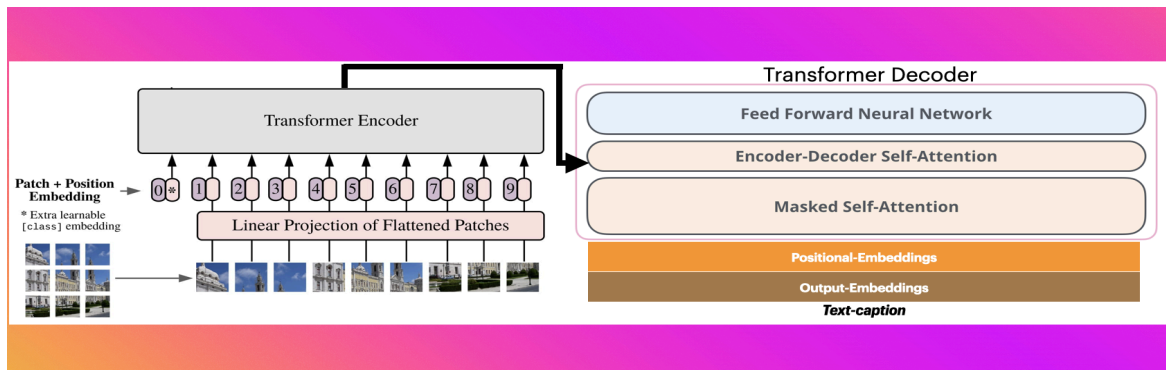 Transformer Encoder
Patch + Position
Embedding
* Extra learnable
[class] embedding
0 * 1 2 3 4 5 6 7 8 9
Linear Projection of Flattened Patches
Transformer Decoder
Feed Forward Neural Network
Encoder-Decoder Self-Attention
Masked Self-Attention
Positional-Embeddings
Output-Embeddings
Text-caption